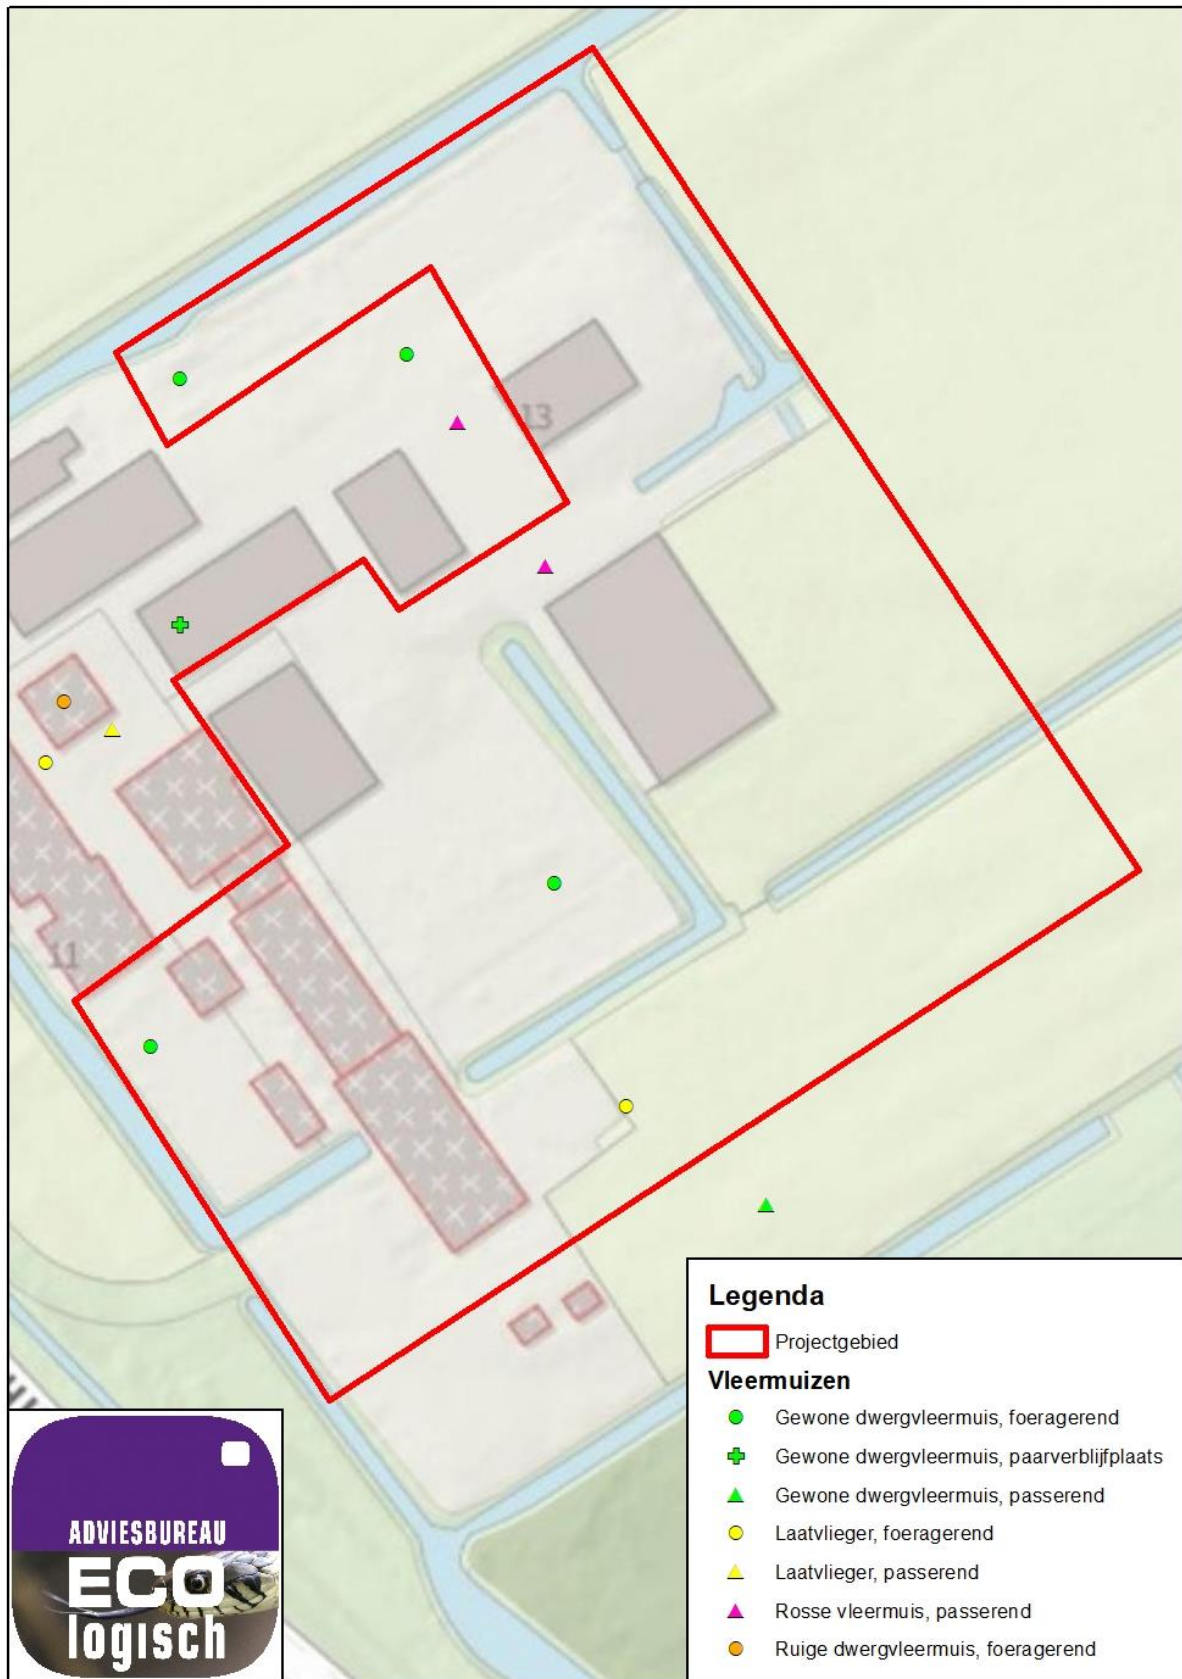 13
11
Legenda
Projectgebied
Vleermuizen
Gewone dwergvleermuis, foeragerend
Gewone dwergvleermuis, paarverblijfplaats
Gewone dwergvleermuis, passerend
Laatvlieger, foeragerend
Laatvlieger, passerend
Rosse vleermuis, passerend
Ruige dwergvleermuis, foeragerend
ADVIESBUREAU
ECO
logisch